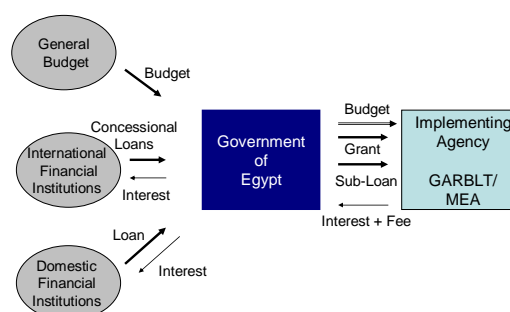 General
Budget
Budget
Concessional
Loans
International
Financial
Institutions
Interest
Loan
Interest
Domestic
Financial
Institutions
Government
of
Egypt
Budget
Grant
Sub-Loan
Interest + Fee
Implementing
Agency
GARBLT/
MEA